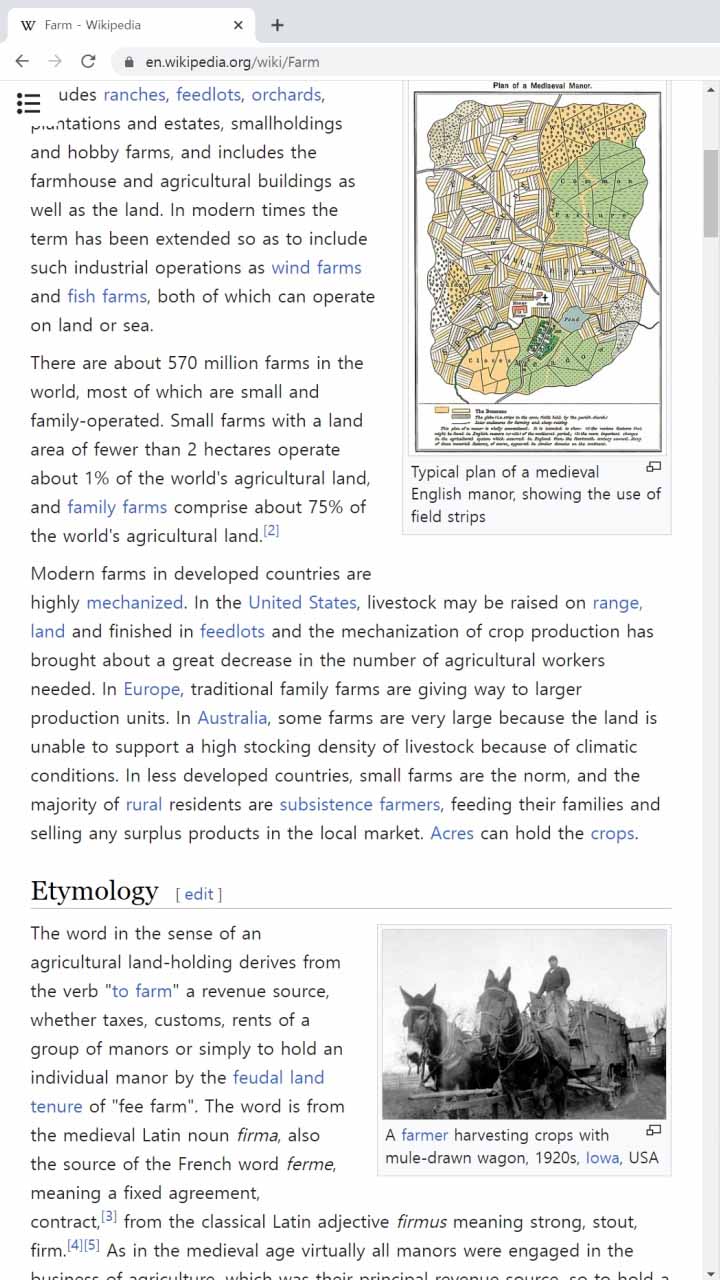 Farm - Wikipedia
en.wikipedia.org/wiki/Farm
udes ranches, feedlots, orchards,
plantations and estates, smallholdings
and hobby farms, and includes the
farmhouse and agricultural buildings as
well as the land. In modern times the
term has been extended so as to include
such industrial operations as wind farms
and fish farms, both of which can operate
on land or sea.
There are about 570 million farms in the
world, most of which are small and
family-operated. Small farms with a land
area of fewer than 2 hectares operate
about 1% of the world's agricultural land,
and family farms comprise about 75% of
the world's agricultural land.[2]
Plan of a Mediaeval Manor.
Common
Pasture
Pond
Close
The Demesne
Typical plan of a medieval
English manor, showing the use of
field strips
Modern farms in developed countries are
highly mechanized. In the United States, livestock may be raised on range,
land and finished in feedlots and the mechanization of crop production has
brought about a great decrease in the number of agricultural workers
needed. In Europe, traditional family farms are giving way to larger
production units. In Australia, some farms are very large because the land is
unable to support a high stocking density of livestock because of climatic
conditions. In less developed countries, small farms are the norm, and the
majority of rural residents are subsistence farmers, feeding their families and
selling any surplus products in the local market. Acres can hold the crops.
Etymology [ edit ]
The word in the sense of an
agricultural land-holding derives from
the verb "to farm" a revenue source,
whether taxes, customs, rents of a
group of manors or simply to hold an
individual manor by the feudal land
tenure of "fee farm". The word is from
the medieval Latin noun firma, also
the source of the French word ferme,
meaning a fixed agreement,
contract,[3] from the classical Latin adjective firmus meaning strong, stout,
firm.[4][5] As in the medieval age virtually all manors were engaged in the
business of agriculture, which was their principal revenue source, so to hold a
A farmer harvesting crops with
mule-drawn wagon, 1920s, Iowa, USA